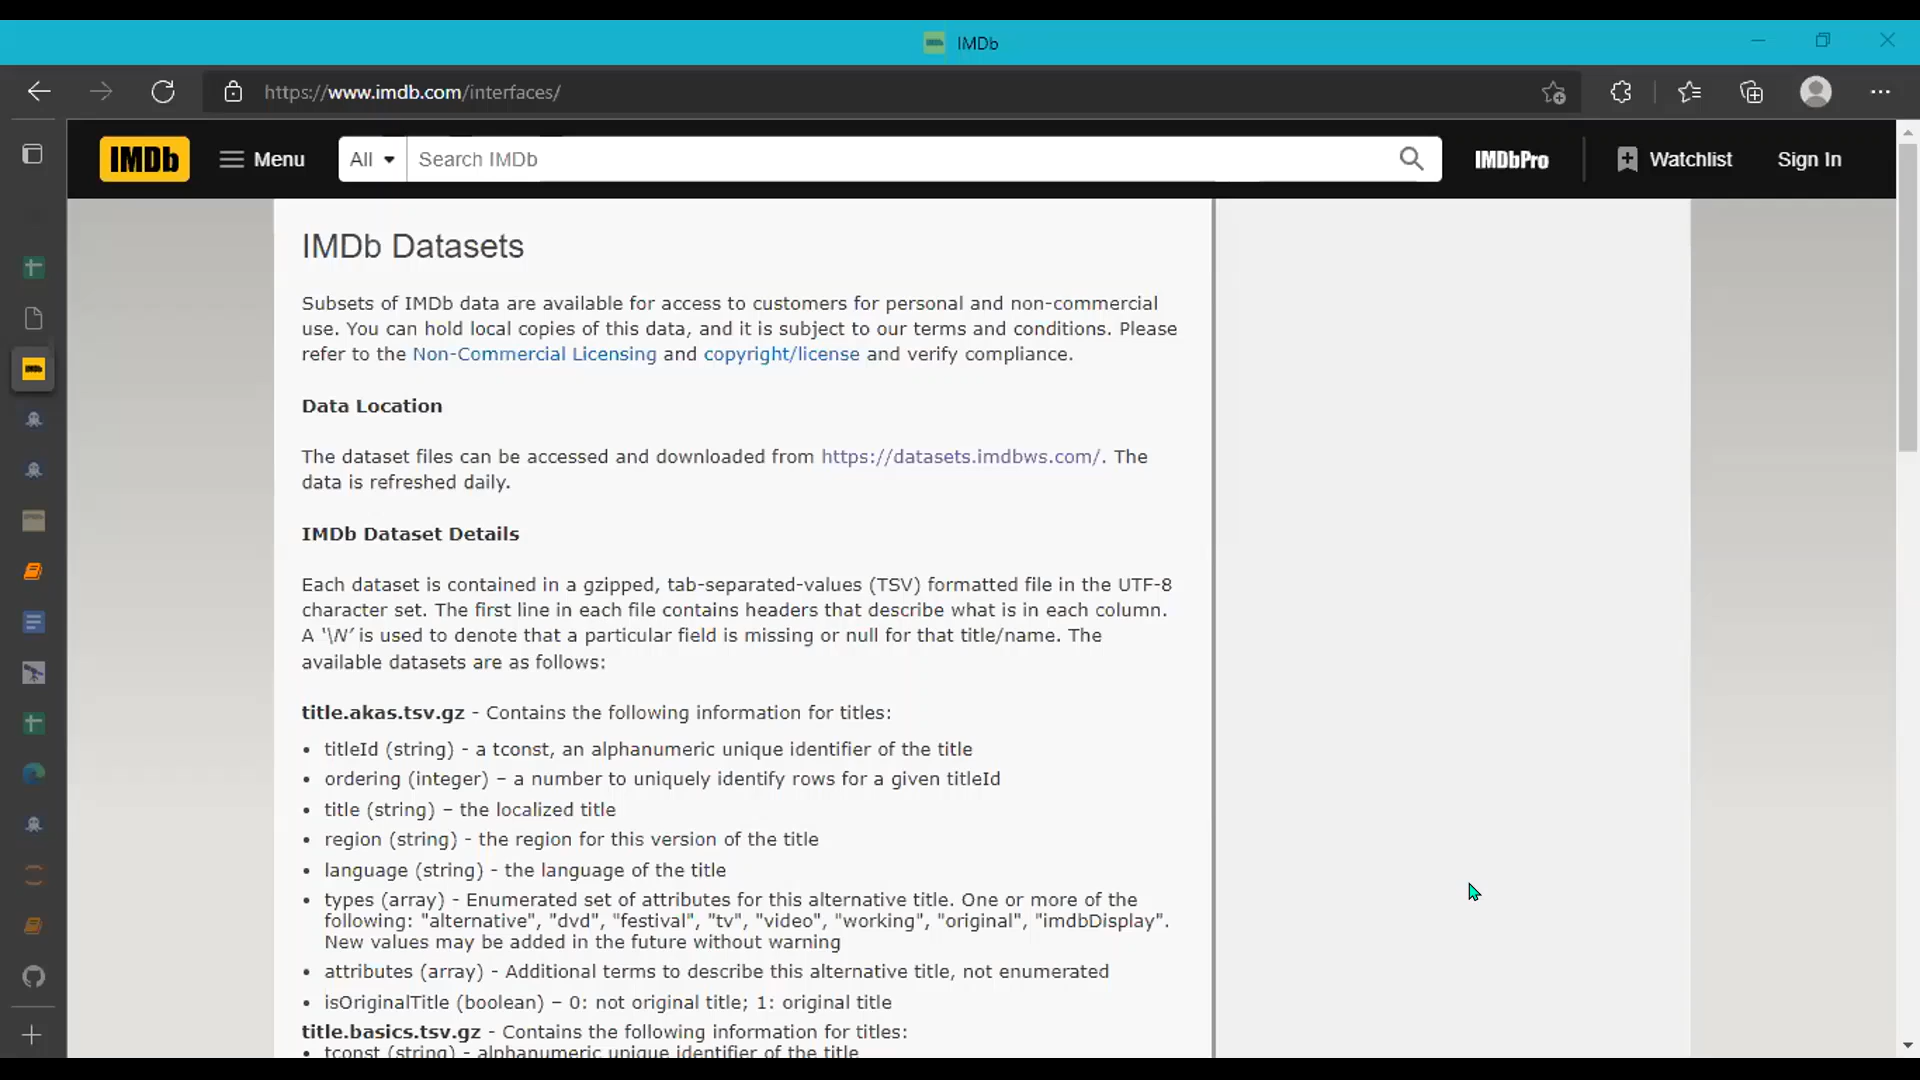 IMDb
https://www.imdb.com/interfaces/
IMDb
Menu
All
Search IMDb
IMDbPro
Watchlist
Sign In
IMDb Datasets
Subsets of IMDb data are available for access to customers for personal and non-commercial
use. You can hold local copies of this data, and it is subject to our terms and conditions. Please
refer to the Non-Commercial Licensing and copyright/license and verify compliance.
Data Location
The dataset files can be accessed and downloaded from https://datasets.imdbws.com/. The
data is refreshed daily.
IMDb Dataset Details
Each dataset is contained in a gzipped, tab-separated-values (TSV) formatted file in the UTF-8
character set. The first line in each file contains headers that describe what is in each column.
A '\N' is used to denote that a particular field is missing or null for that title/name. The
available datasets are as follows:
title.akas.tsv.gz - Contains the following information for titles:
• titleId (string) - a tconst, an alphanumeric unique identifier of the title
• ordering (integer) – a number to uniquely identify rows for a given titleId
• title (string) – the localized title
• region (string) - the region for this version of the title
• language (string) - the language of the title
• types (array) - Enumerated set of attributes for this alternative title. One or more of the
following: "alternative", "dvd", "festival", "tv", "video", "working", "original", "imdbDisplay".
New values may be added in the future without warning
• attributes (array) - Additional terms to describe this alternative title, not enumerated
• isOriginalTitle (boolean) – 0: not original title; 1: original title
title.basics.tsv.gz - Contains the following information for titles:
• tconst (string) - alphanumeric unique identifier of the title